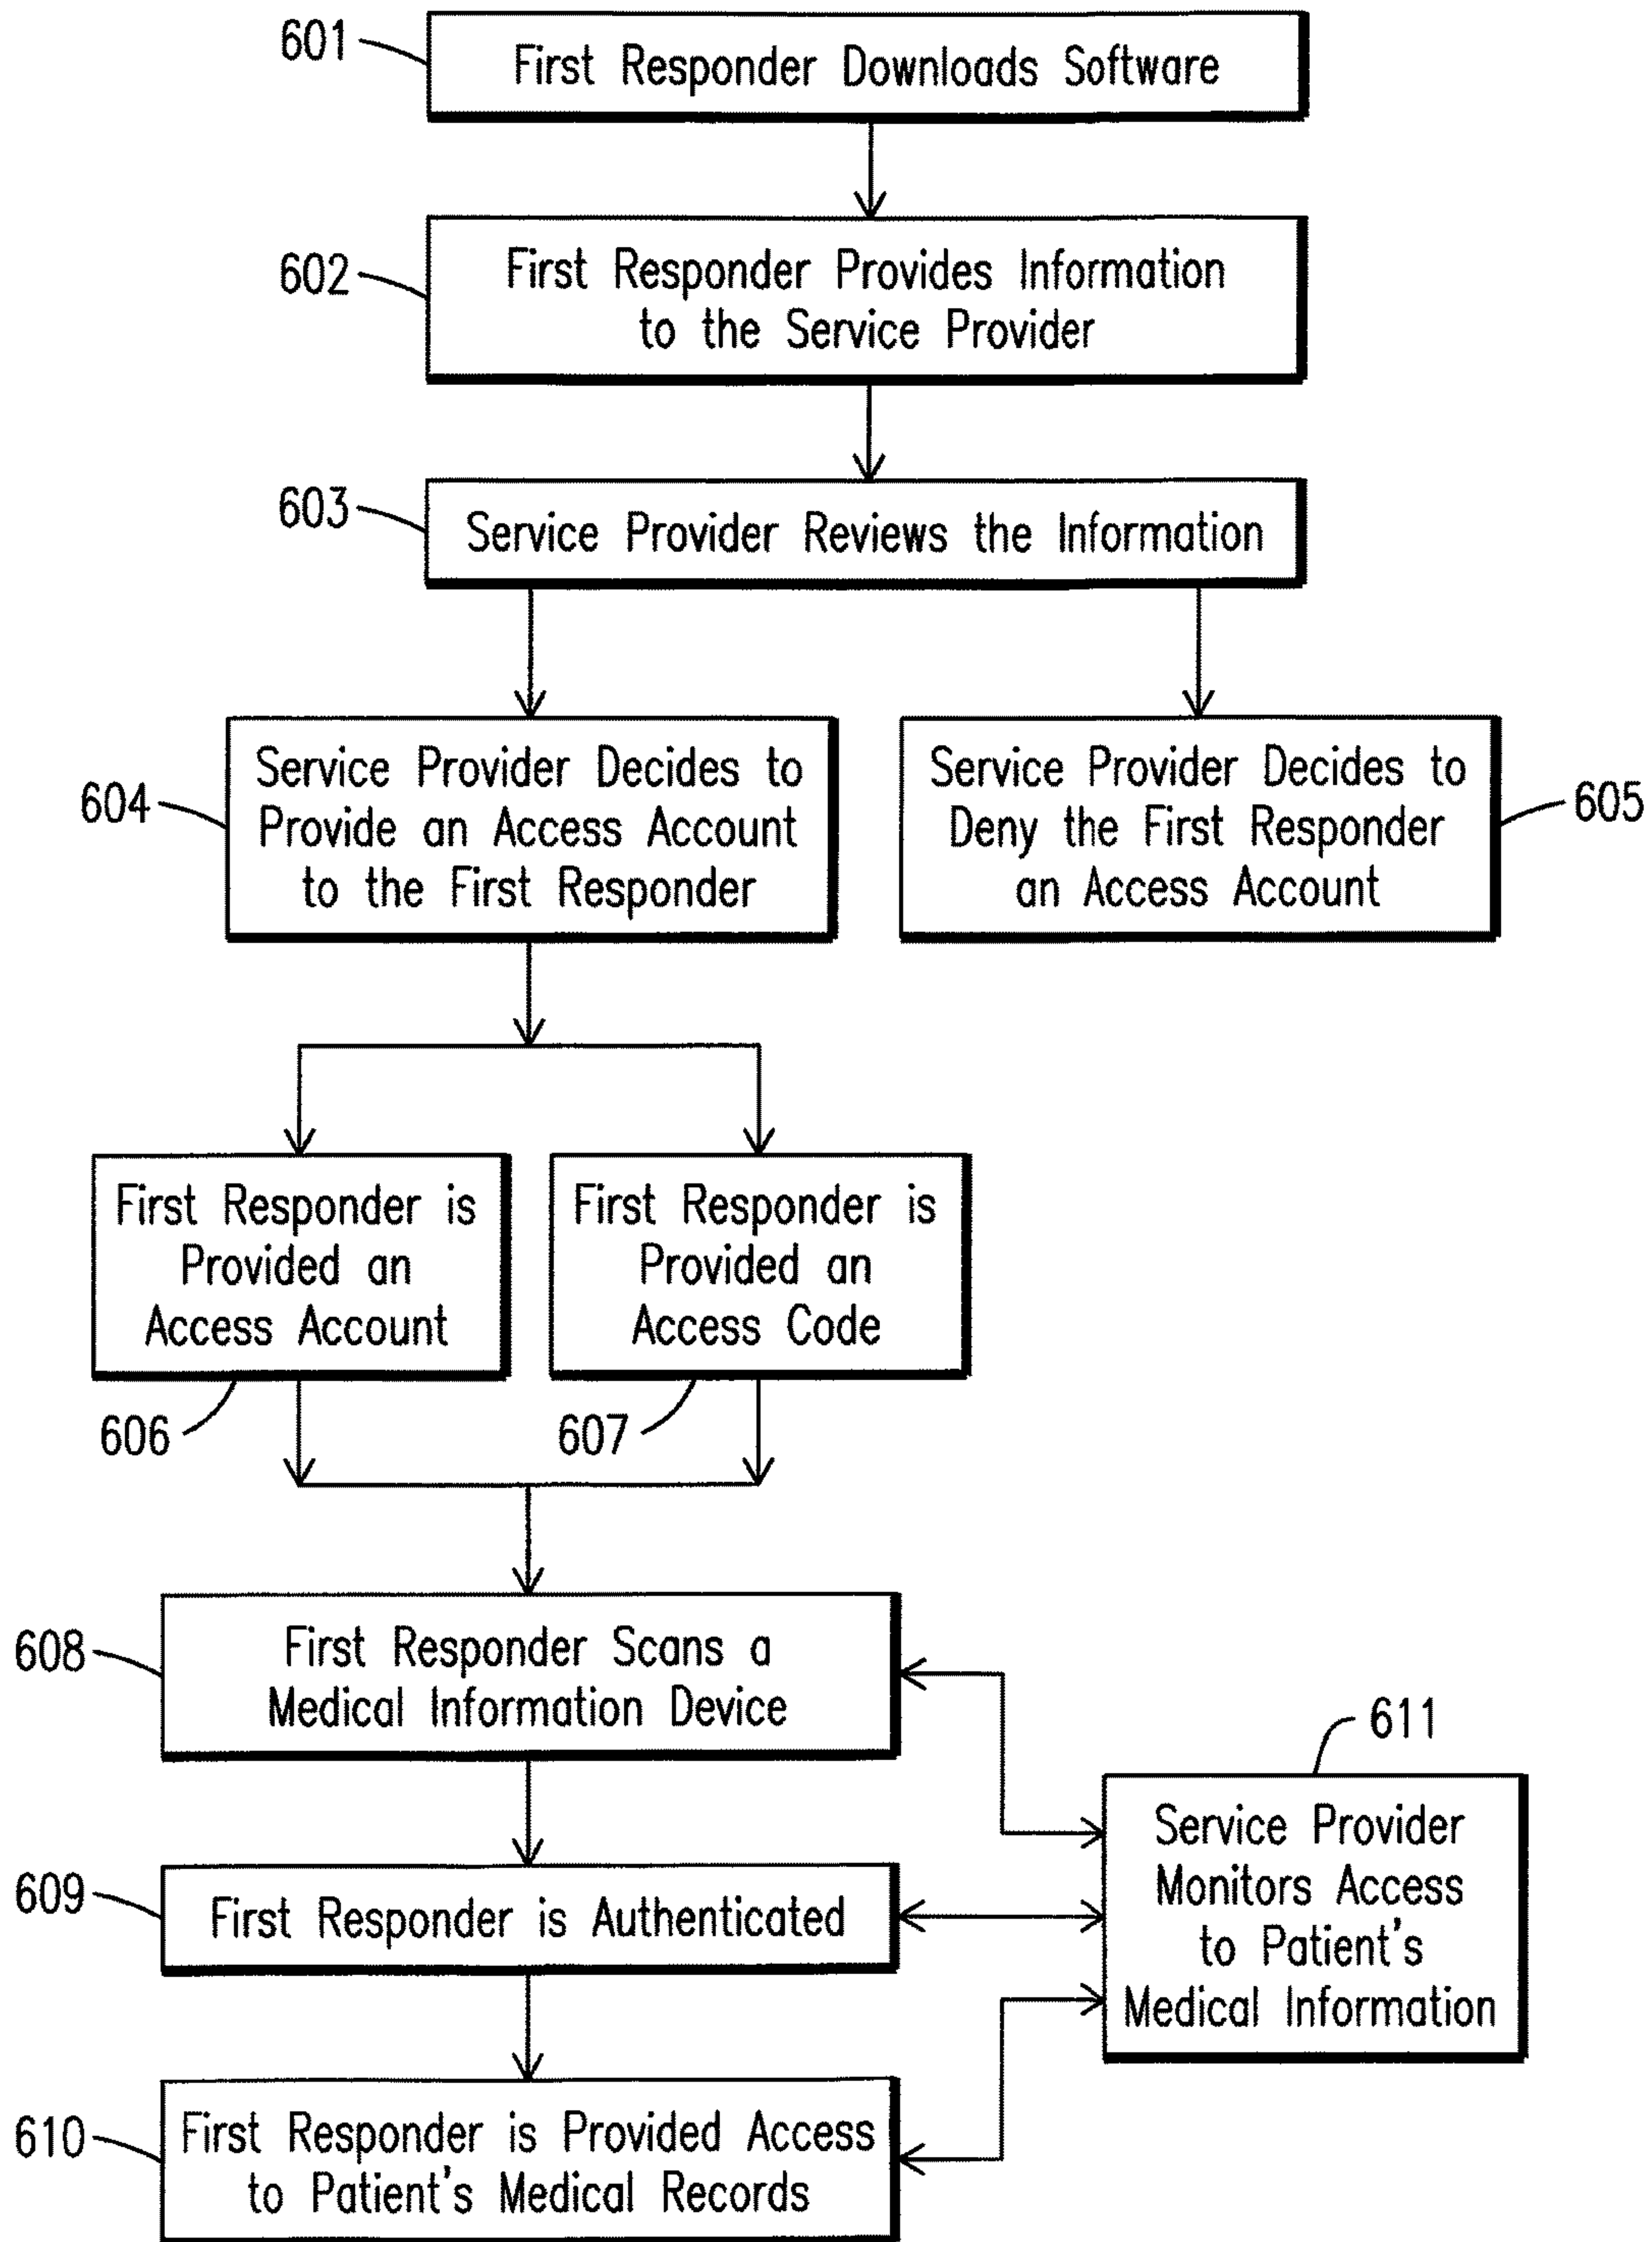 601
First Responder Downloads Software
602
First Responder Provides Information
to the Service Provider
603
Service Provider Reviews the Information
604
Service Provider Decides to
Provide an Access Account
to the First Responder
Service Provider Decides to
Deny the First Responder
an Access Account
605
First Responder is
Provided an
Access Account
606
First Responder is
Provided an
Access Code
607
608
First Responder Scans a
Medical Information Device
611
Service Provider
Monitors Access
to Patient's
Medical Information
609
First Responder is Authenticated
610
First Responder is Provided Access
to Patient's Medical Records